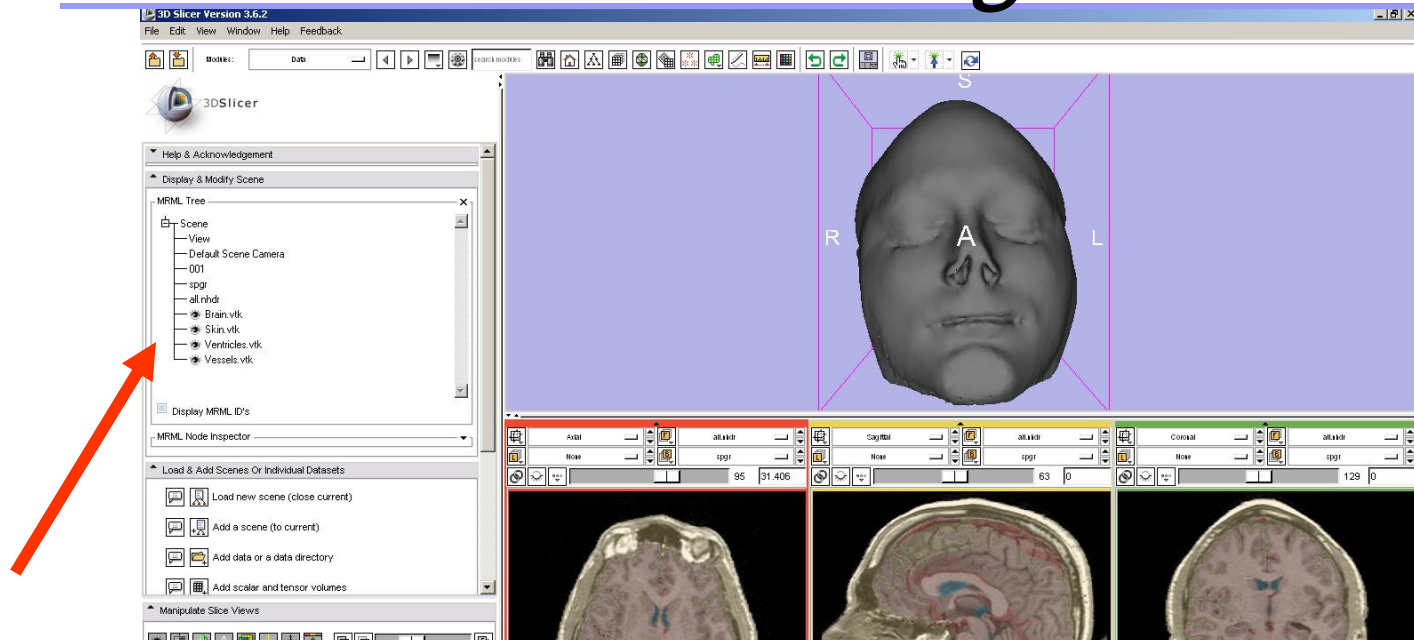 3D Slicer Version 3.6.2
File Edit View Window Help Feedback
Modules: Data search modules
3DSlicer
Help & Acknowledgement
Display & Modify Scene
MRML Tree
Scene
View
Default Scene Camera
001
spgr
all.nhdr
Brain.vtk
Skin.vtk
Ventricles.vtk
Vessels.vtk
Display MRML ID's
MRML Node Inspector
Load & Add Scenes Or Individual Datasets
Load new scene (close current)
Add a scene (to current)
Add data or a data directory
Add scalar and tensor volumes
Manipulate Slice Views
S
R A L
Axial all.nhdr
None spgr
95 31.406
Sagittal all.nhdr
None spgr
63 0
Coronal all.nhdr
None spgr
129 0